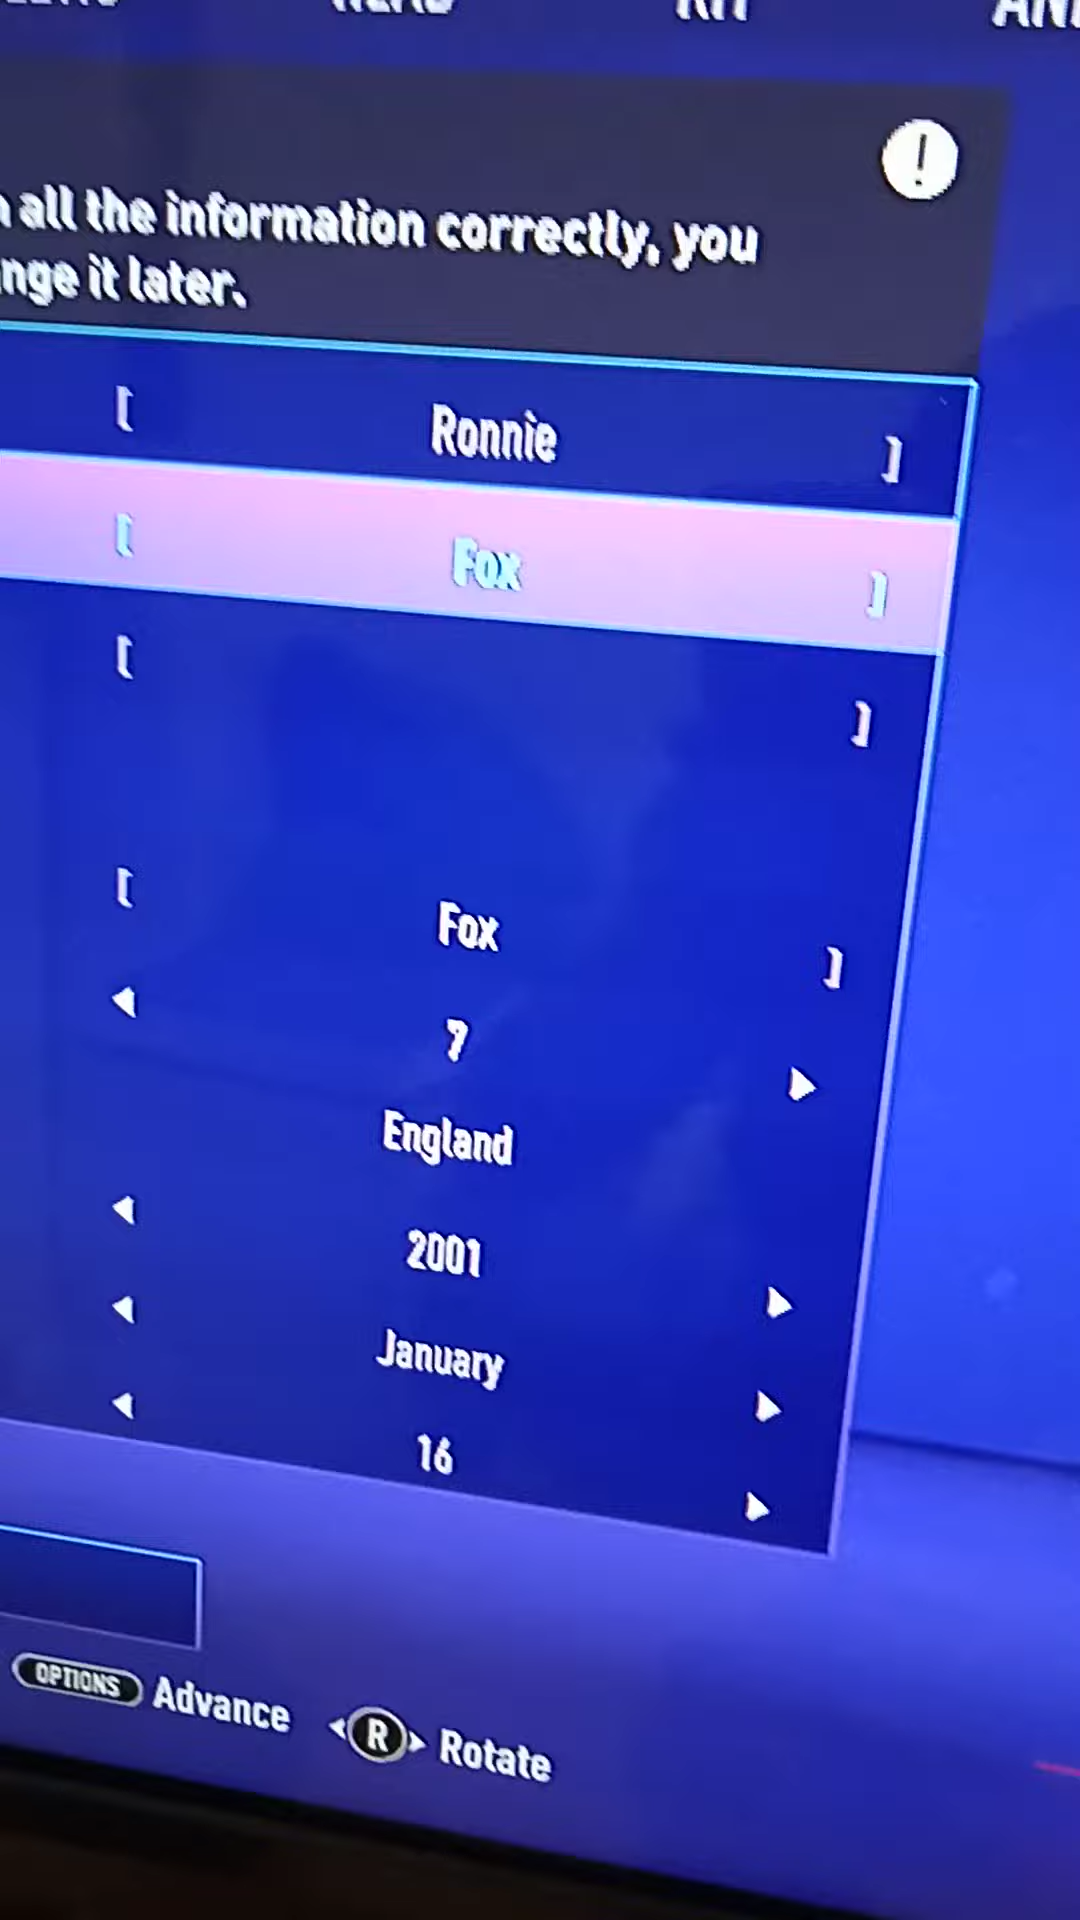 KIT
all the information correctly, you
nge it later.
[ Ronnie ]
[ Fox ]
[ ]
[ Fox ]
7
England
2001
January
16
OPTIONS Advance R Rotate